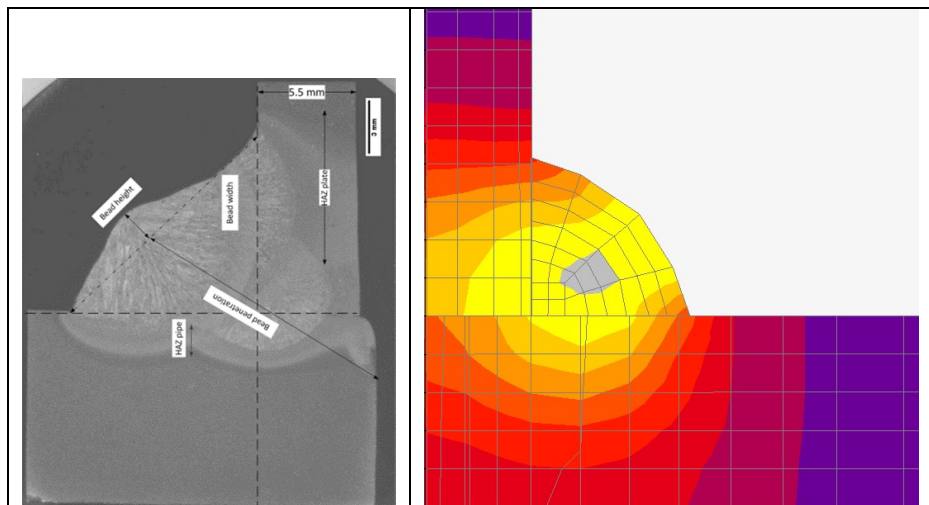 5.5 mm
3 mm
HAZ plate
Bead height
Bead width
Bead penetration
HAZ pipe